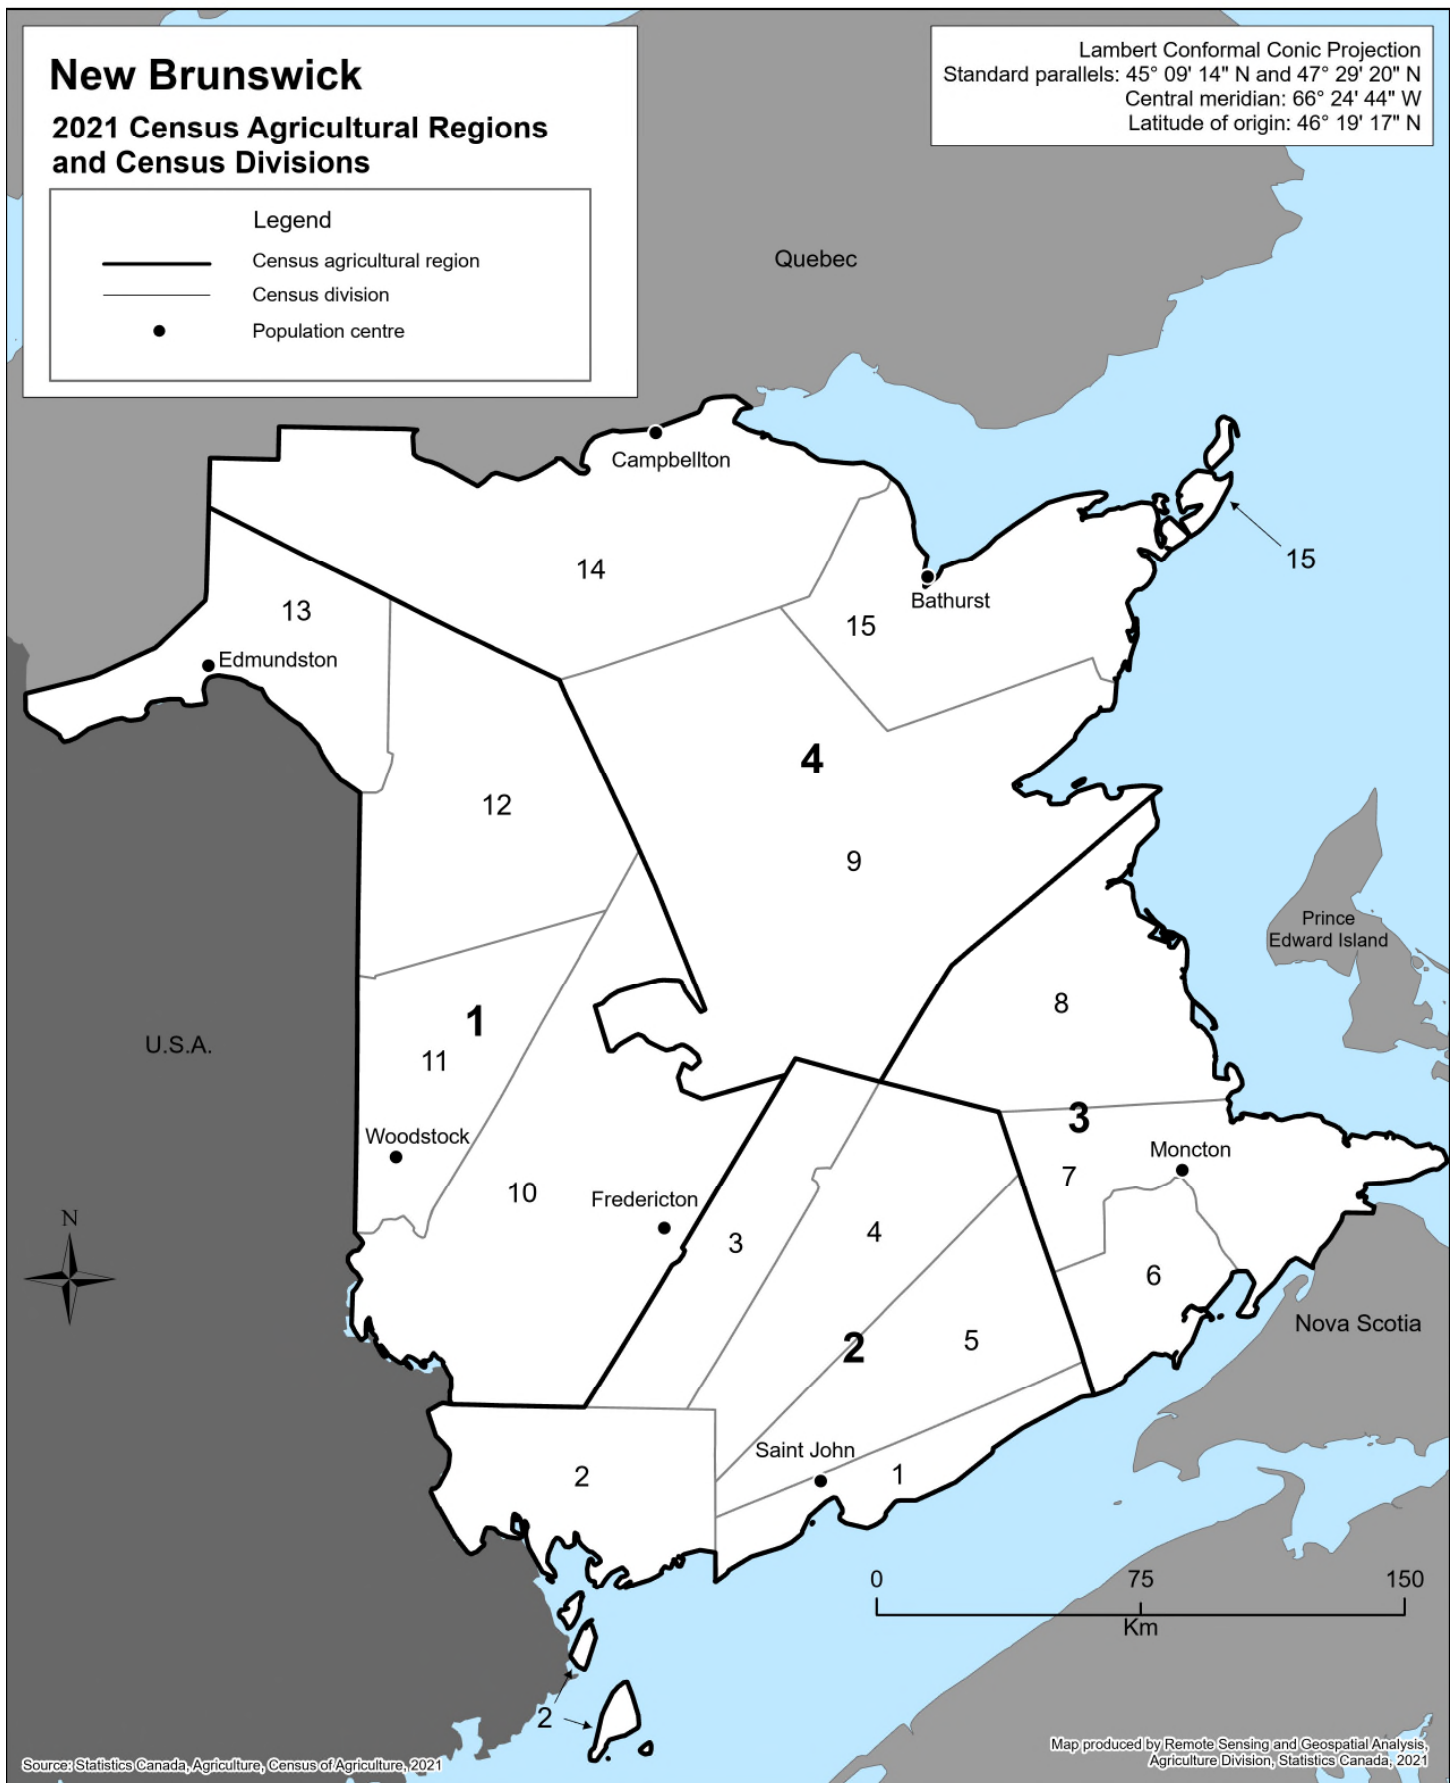 New Brunswick
2021 Census Agricultural Regions
and Census Divisions
Legend
Census agricultural region
Census division
Population centre
Lambert Conformal Conic Projection
Standard parallels: 45° 09' 14" N and 47° 29' 20" N
Central meridian: 66° 24' 44" W
Latitude of origin: 46° 19' 17" N
Quebec
Campbellton
14
15
13
Bathurst
15
Edmundston
4
12
9
Prince
Edward Island
8
1
U.S.A.
11
3
Woodstock
Moncton
7
10
Fredericton
N
3
4
6
Nova Scotia
2
5
Saint John
2
1
0
75
150
Km
2
Source: Statistics Canada, Agriculture, Census of Agriculture, 2021
Map produced by Remote Sensing and Geospatial Analysis,
Agriculture Division, Statistics Canada, 2021